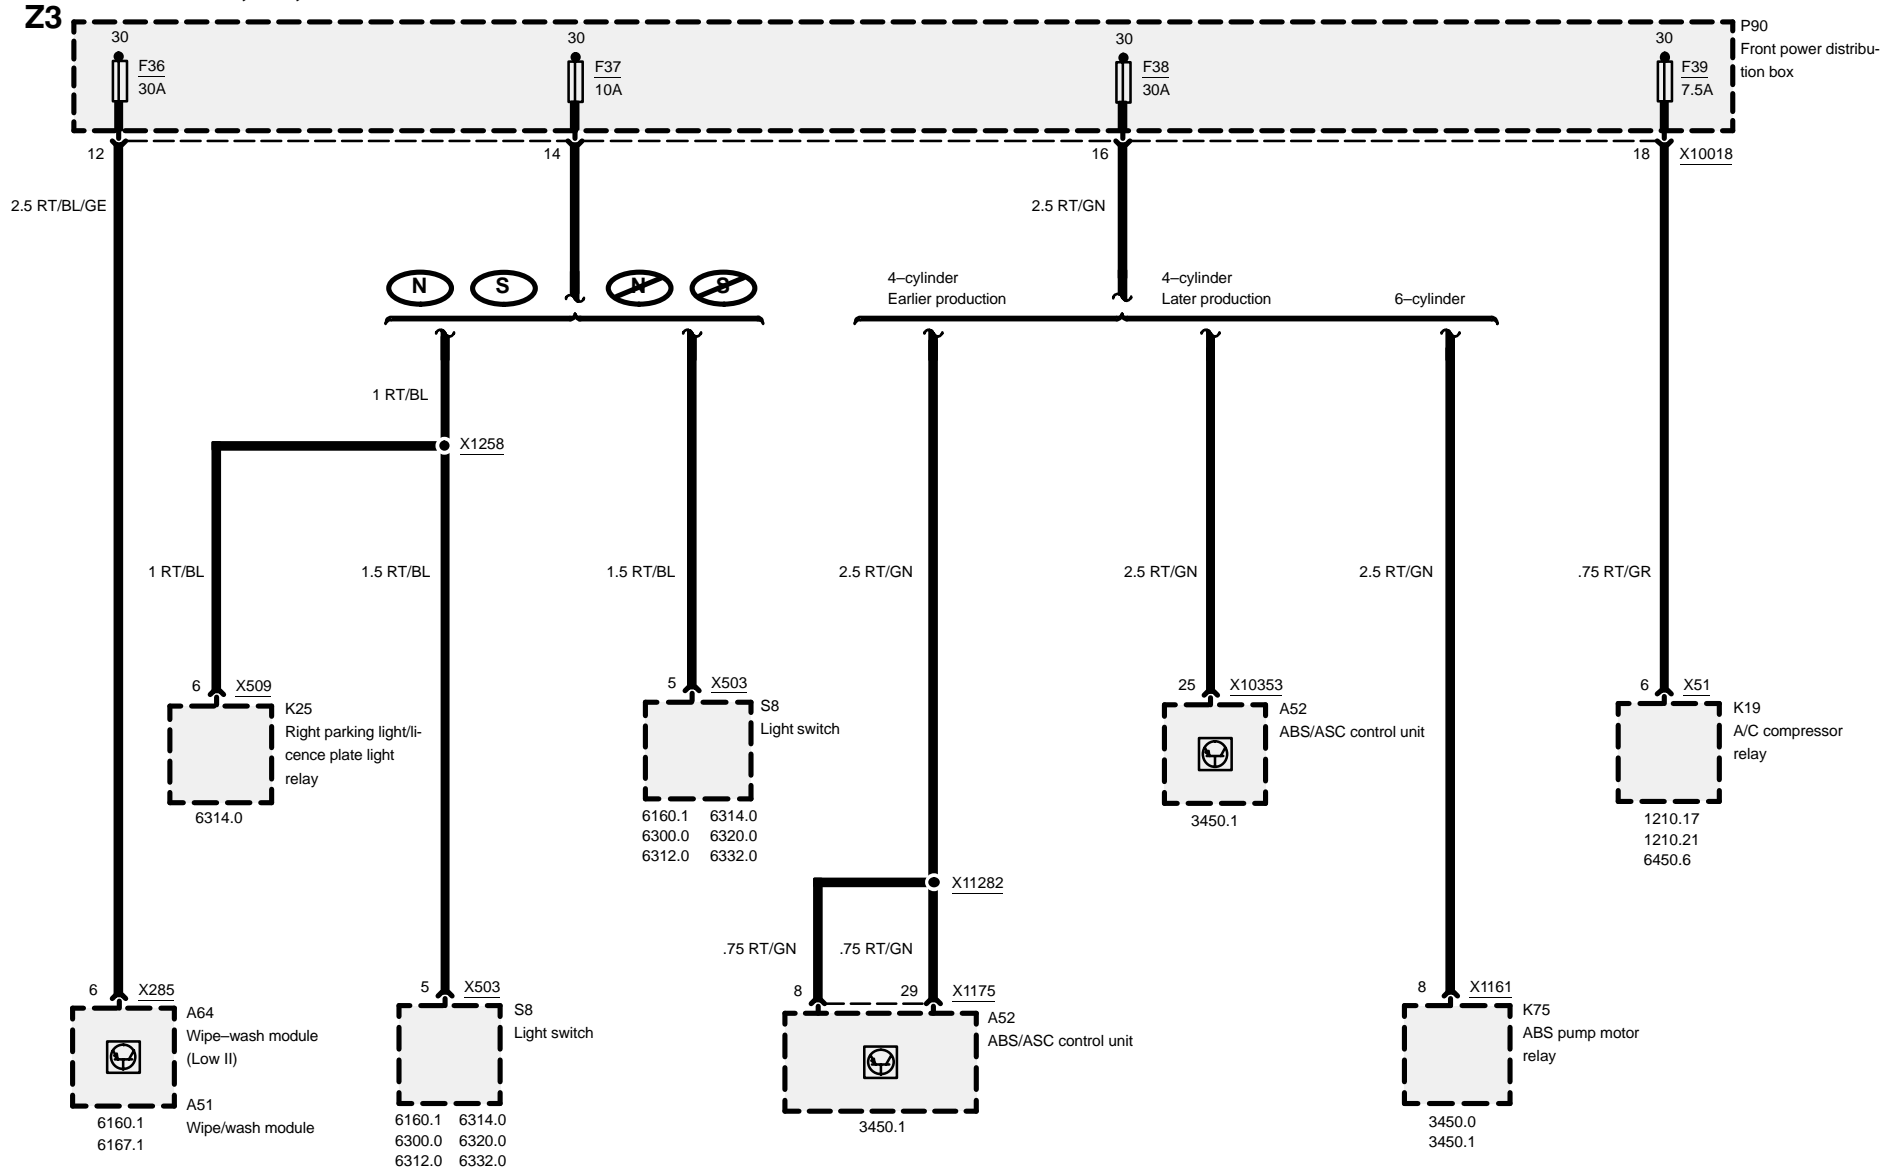 Z3
P90
Front power distribu-
tion box
30
30
30
30
F36
30A
F37
10A
F38
30A
F39
7.5A
12
14
16
18
X10018
2.5 RT/BL/GE
2.5 RT/GN
N
S
N
S
4–cylinder
Earlier production
4–cylinder
Later production
6–cylinder
1 RT/BL
X1258
1 RT/BL
1.5 RT/BL
1.5 RT/BL
2.5 RT/GN
2.5 RT/GN
2.5 RT/GN
.75 RT/GR
6
X509
K25
Right parking light/li-
cence plate light
relay
6314.0
5
X503
S8
Light switch
6160.1 6314.0
6300.0 6320.0
6312.0 6332.0
25
X10353
A52
ABS/ASC control unit
3450.1
6
X51
K19
A/C compressor
relay
1210.17
1210.21
6450.6
X11282
.75 RT/GN
.75 RT/GN
6
X285
A64
Wipe–wash module
(Low II)
A51
Wipe/wash module
6160.1
6167.1
5
X503
S8
Light switch
6160.1 6314.0
6300.0 6320.0
6312.0 6332.0
8
29
X1175
A52
ABS/ASC control unit
3450.1
8
X1161
K75
ABS pump motor
relay
3450.0
3450.1